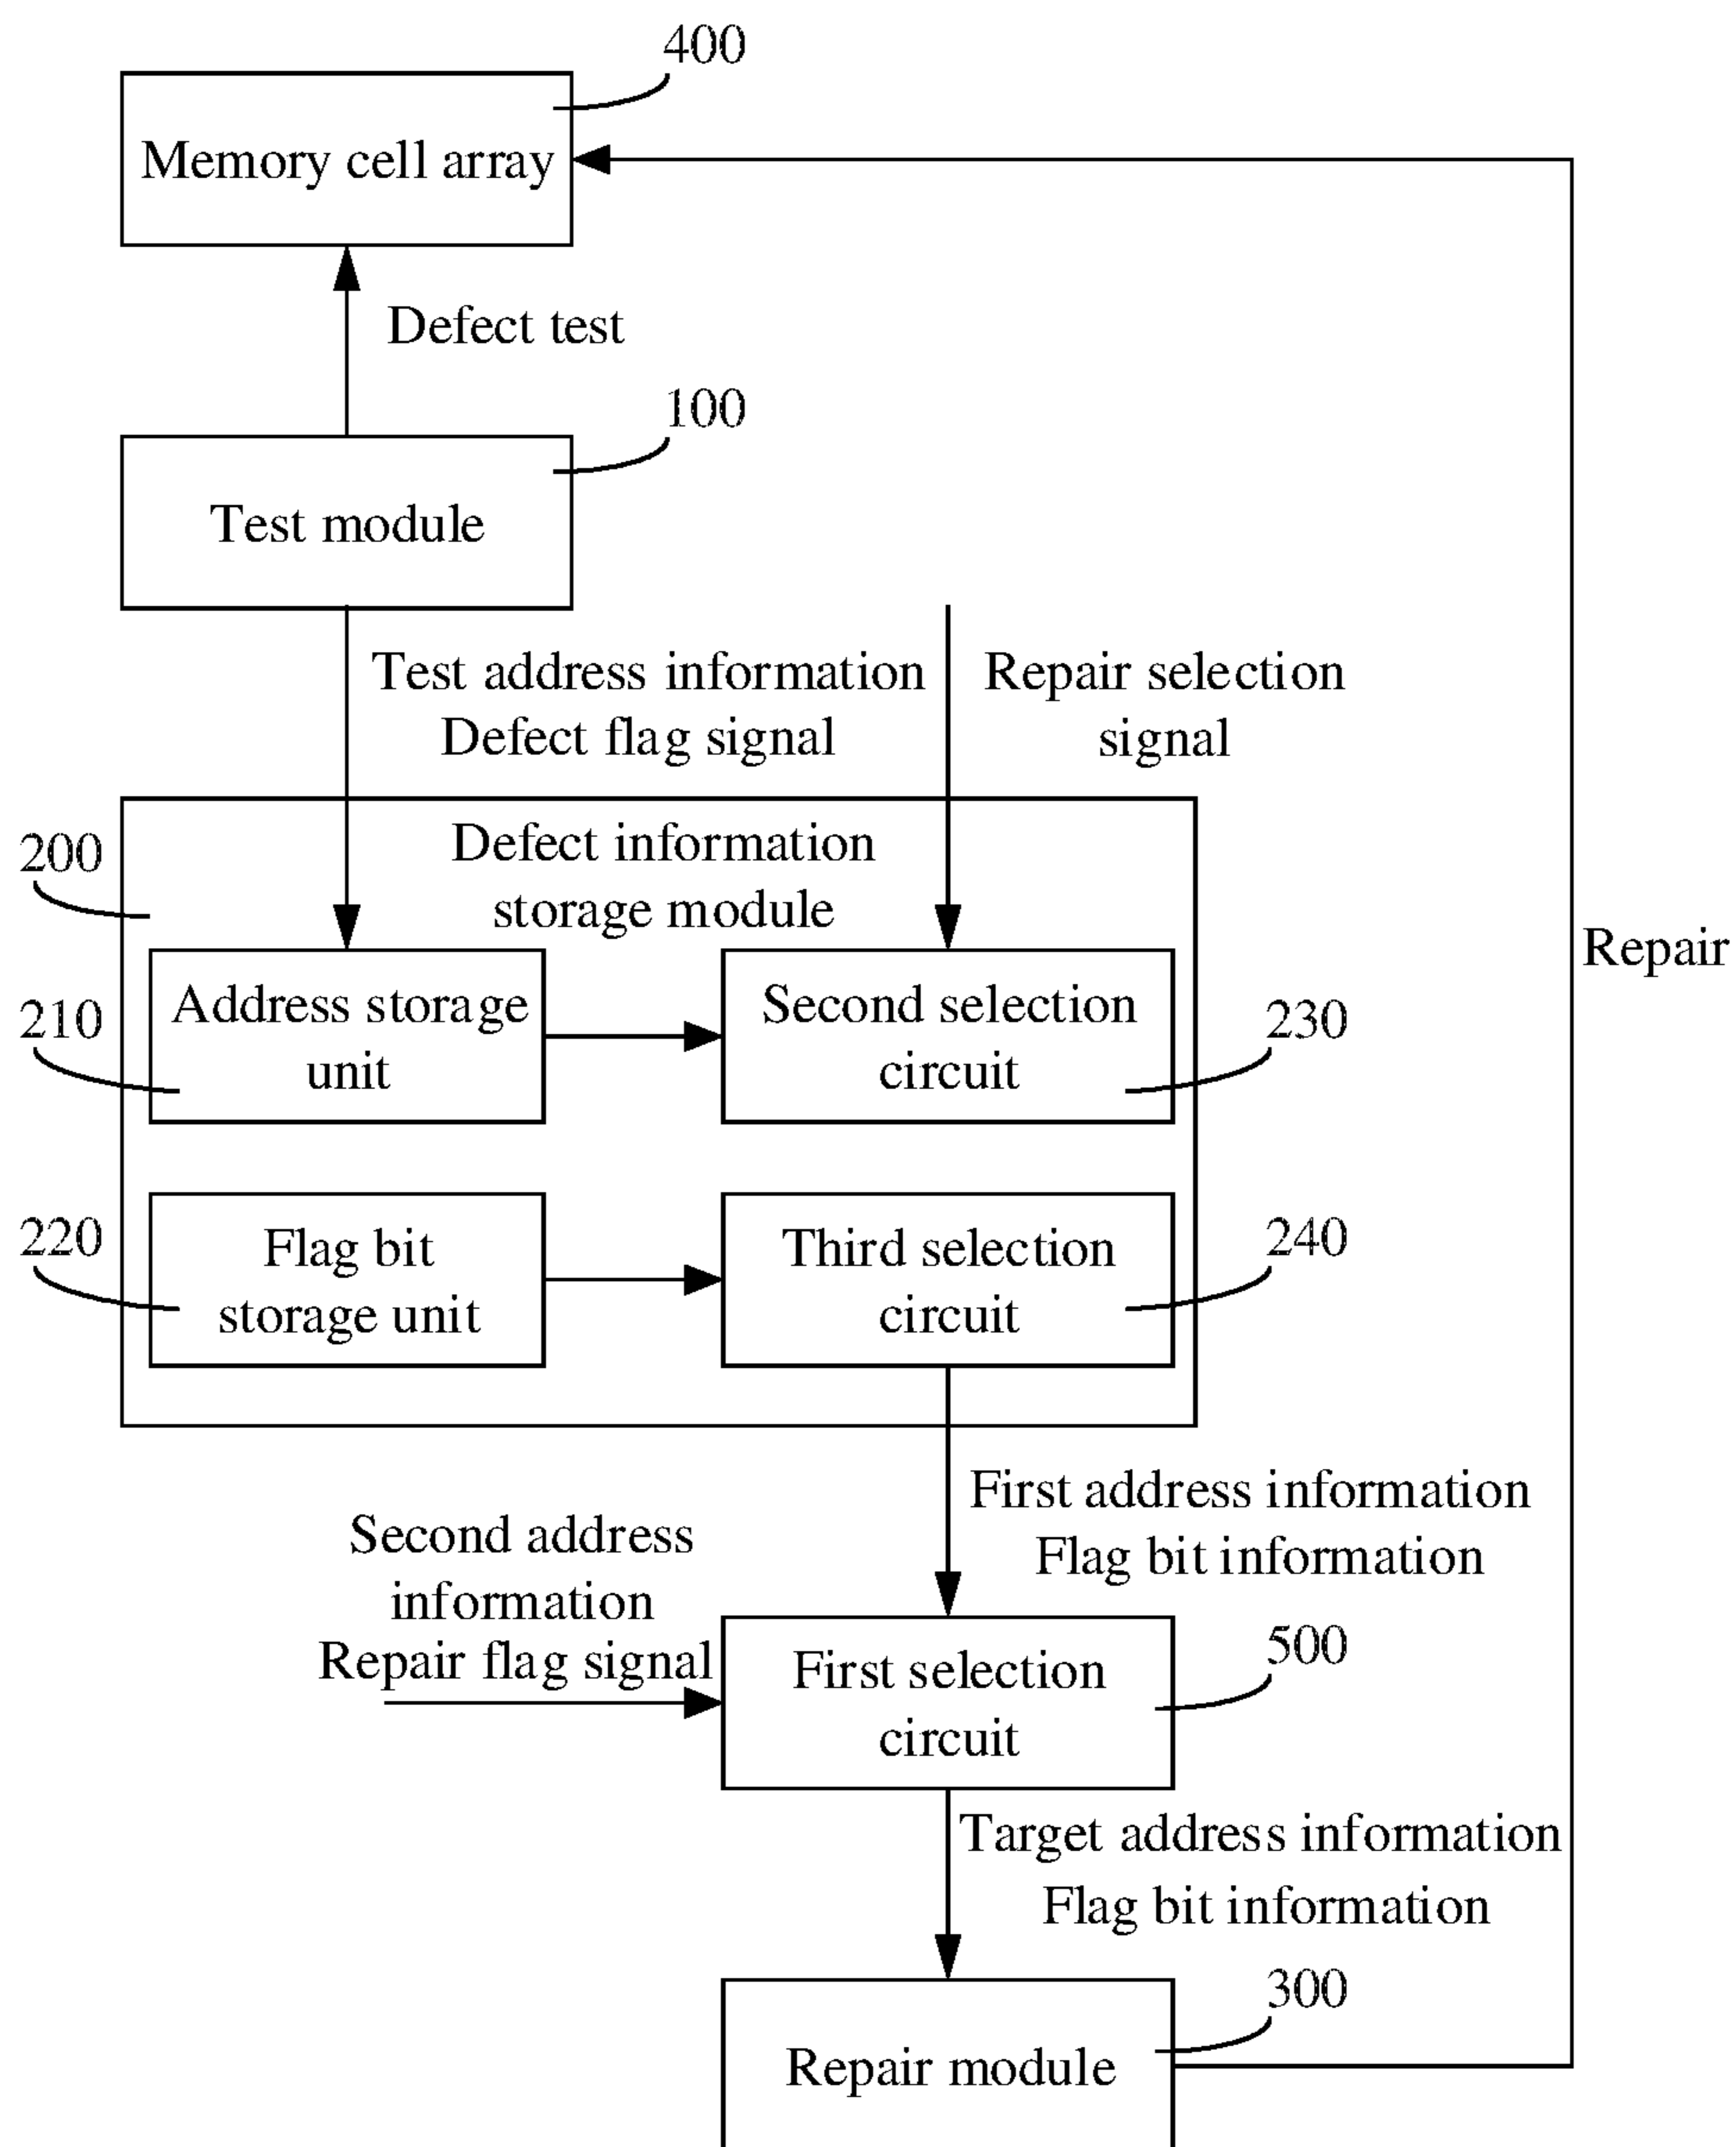 400
Memory cell array
Defect test
100
Test module
Test address information
Defect flag signal
Repair selection
signal
200
Defect information
storage module
Repair
210
Address storage
unit
Second selection
circuit
230
220
Flag bit
storage unit
Third selection
circuit
240
First address information
Flag bit information
Second address
information
Repair flag signal
First selection
circuit
500
Target address information
Flag bit information
300
Repair module